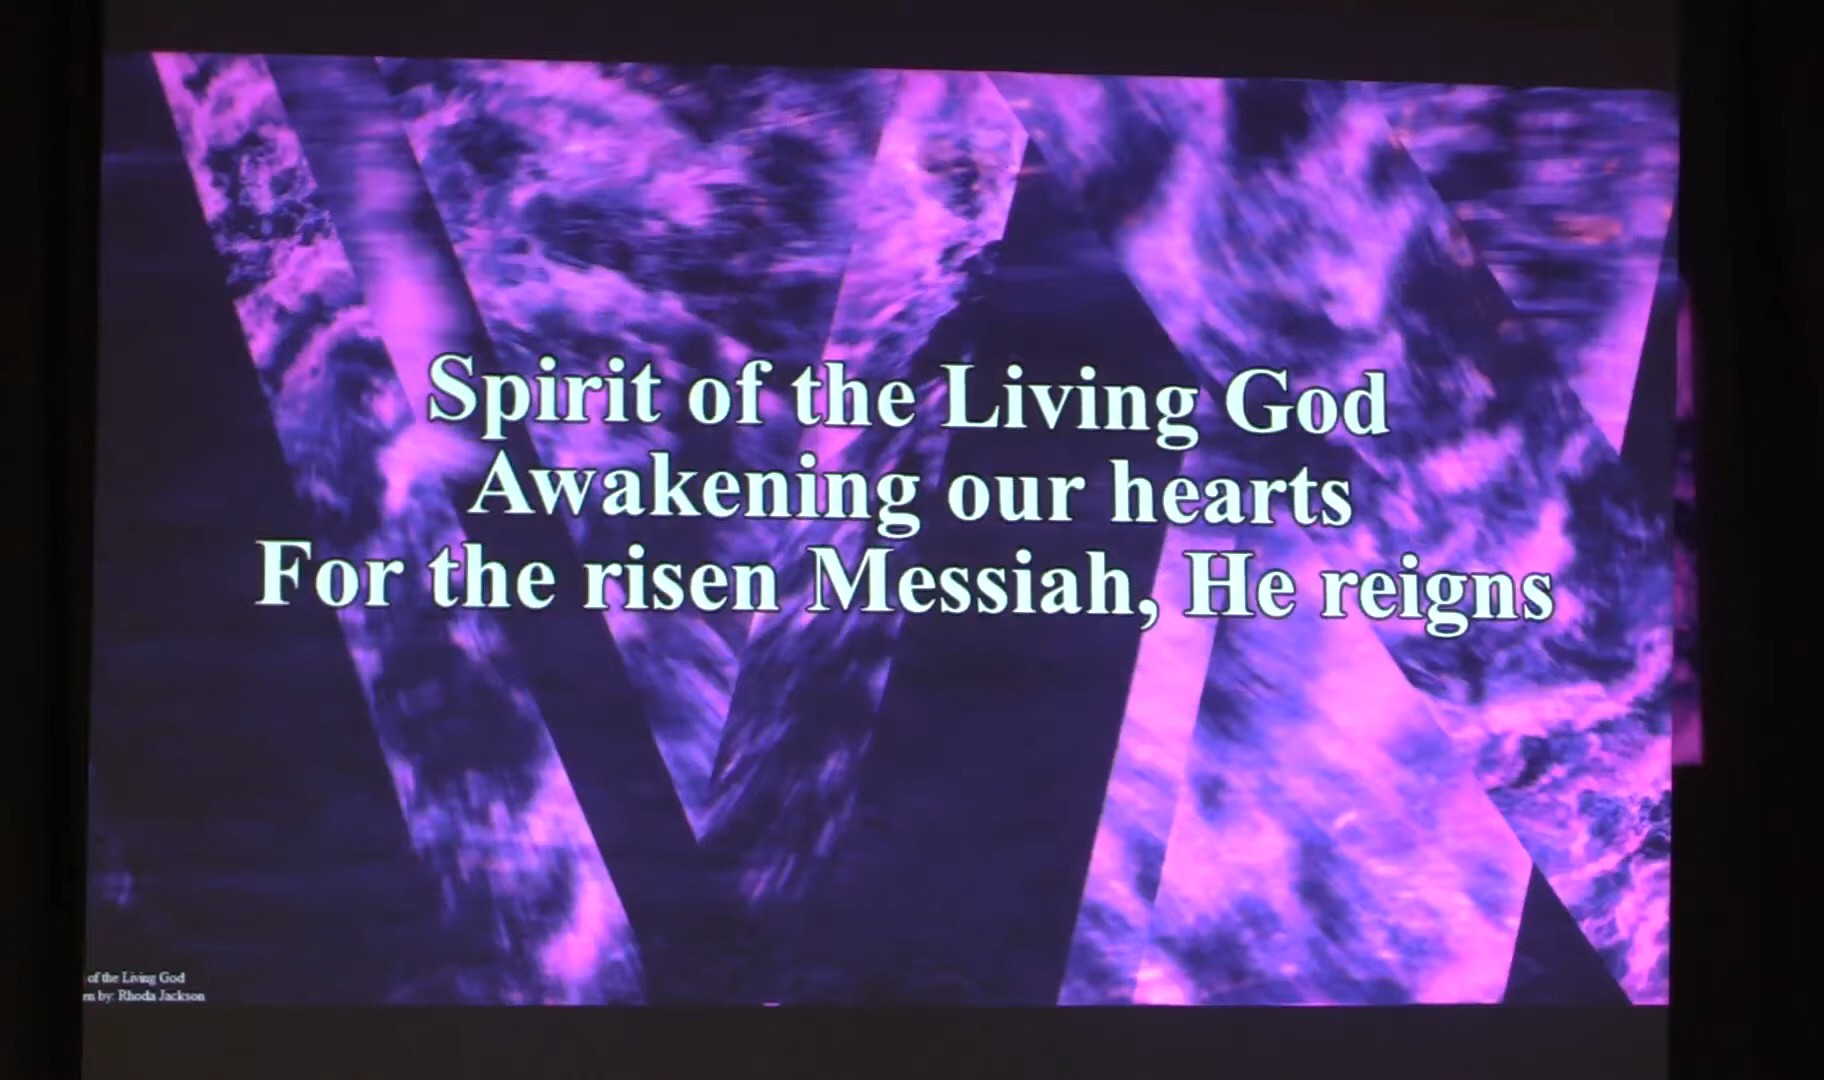 Spirit of the Living God
Awakening our hearts
For the risen Messiah, He reigns
of the Living God
by: Rhoda Jackson